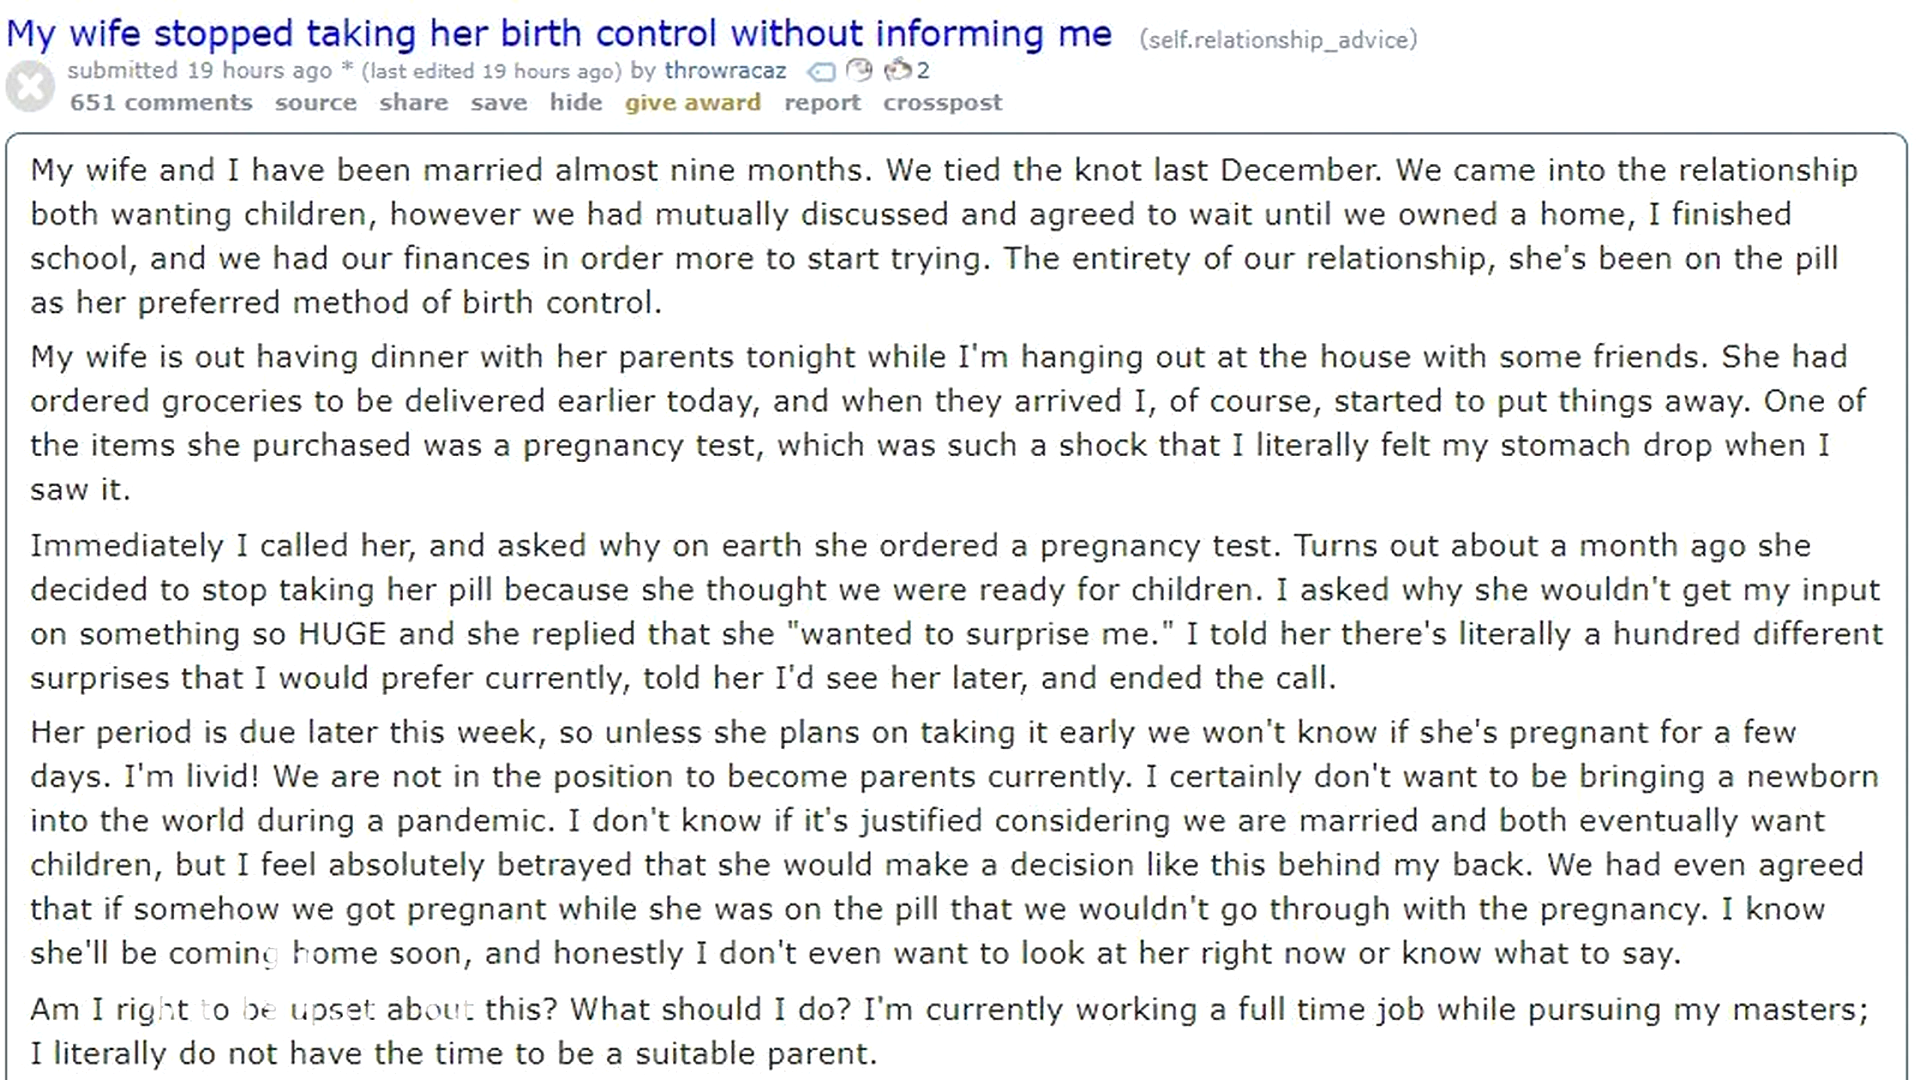 My wife stopped taking her birth control without informing me (self.relationship_advice)
submitted 19 hours ago * (last edited 19 hours ago) by throwracaz 2
651 comments source share save hide give award report crosspost
My wife and I have been married almost nine months. We tied the knot last December. We came into the relationship
both wanting children, however we had mutually discussed and agreed to wait until we owned a home, I finished
school, and we had our finances in order more to start trying. The entirety of our relationship, she's been on the pill
as her preferred method of birth control.
My wife is out having dinner with her parents tonight while I'm hanging out at the house with some friends. She had
ordered groceries to be delivered earlier today, and when they arrived I, of course, started to put things away. One of
the items she purchased was a pregnancy test, which was such a shock that I literally felt my stomach drop when I
saw it.
Immediately I called her, and asked why on earth she ordered a pregnancy test. Turns out about a month ago she
decided to stop taking her pill because she thought we were ready for children. I asked why she wouldn't get my input
on something so HUGE and she replied that she "wanted to surprise me." I told her there's literally a hundred different
surprises that I would prefer currently, told her I'd see her later, and ended the call.
Her period is due later this week, so unless she plans on taking it early we won't know if she's pregnant for a few
days. I'm livid! We are not in the position to become parents currently. I certainly don't want to be bringing a newborn
into the world during a pandemic. I don't know if it's justified considering we are married and both eventually want
children, but I feel absolutely betrayed that she would make a decision like this behind my back. We had even agreed
that if somehow we got pregnant while she was on the pill that we wouldn't go through with the pregnancy. I know
she'll be coming home soon, and honestly I don't even want to look at her right now or know what to say.
Am I right to be upset about this? What should I do? I'm currently working a full time job while pursuing my masters;
I literally do not have the time to be a suitable parent.